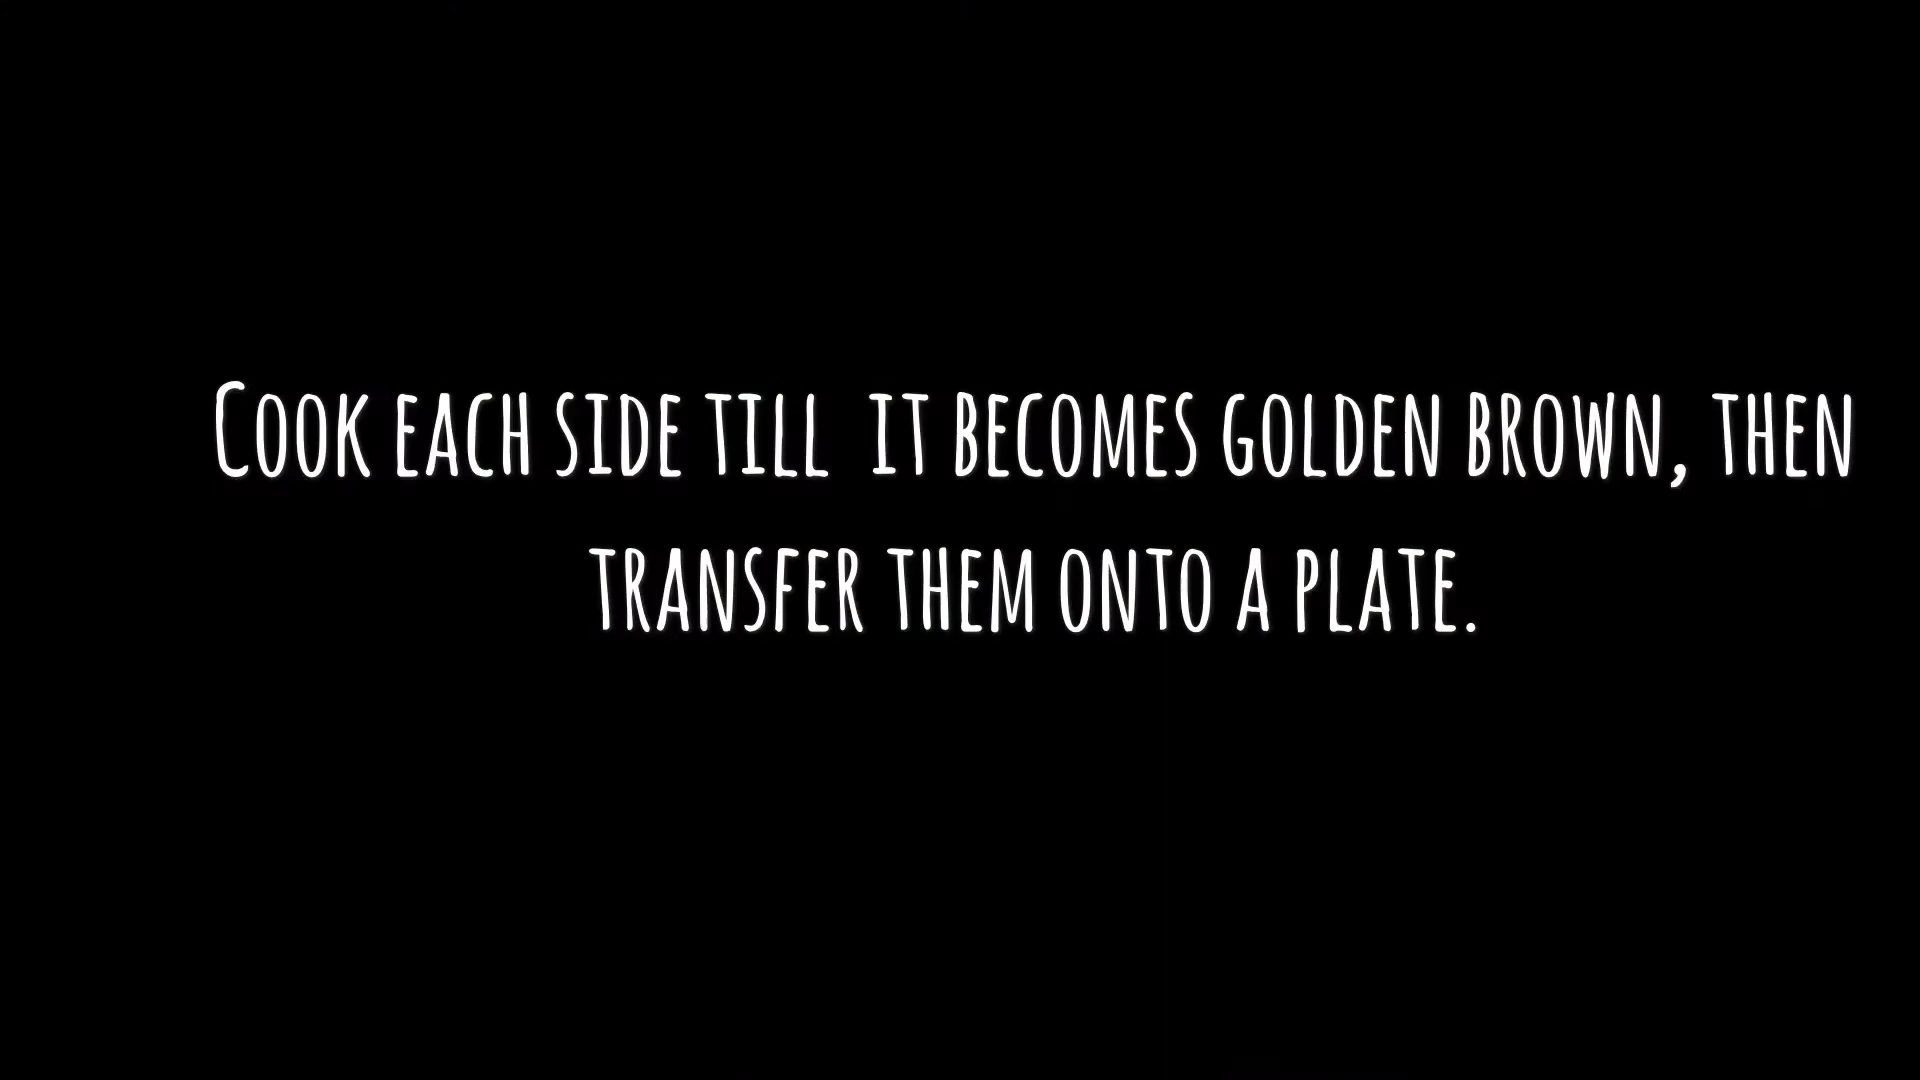 Cook each side till  it becomes golden brown, then
transfer them onto a plate.